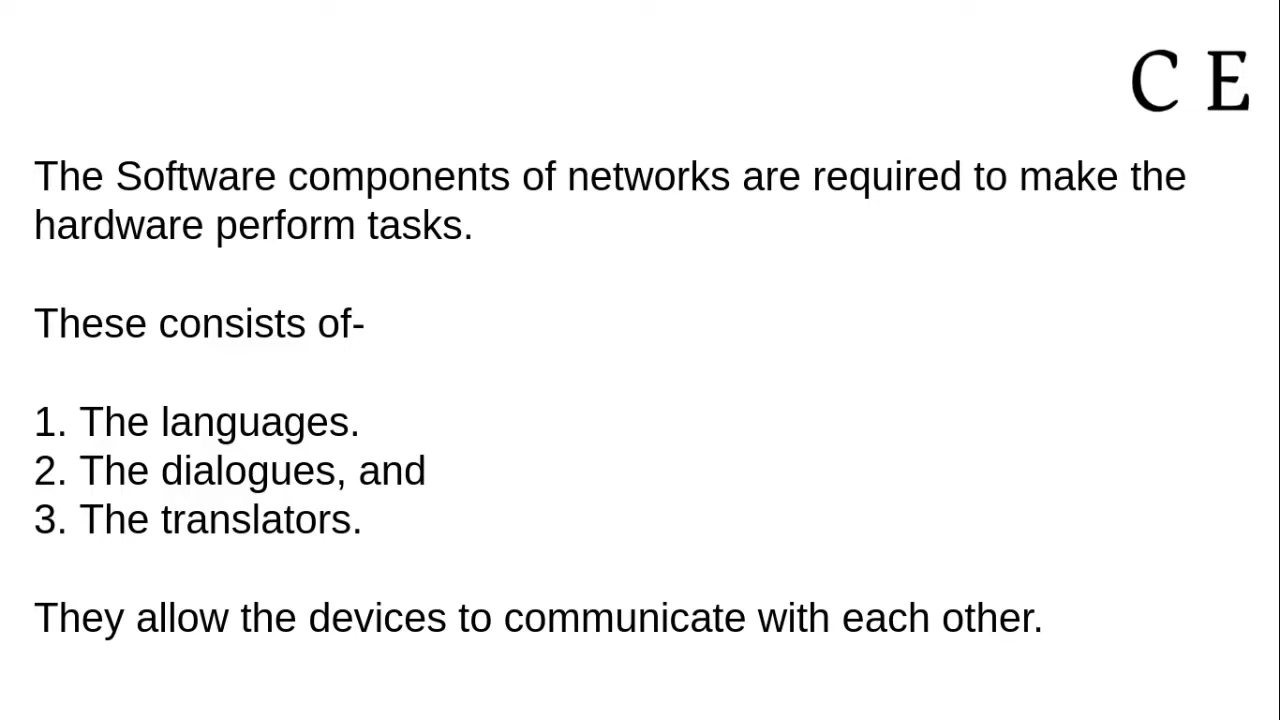 C E
The Software components of networks are required to make the
hardware perform tasks.
These consists of-
1. The languages.
2. The dialogues, and
3. The translators.
They allow the devices to communicate with each other.